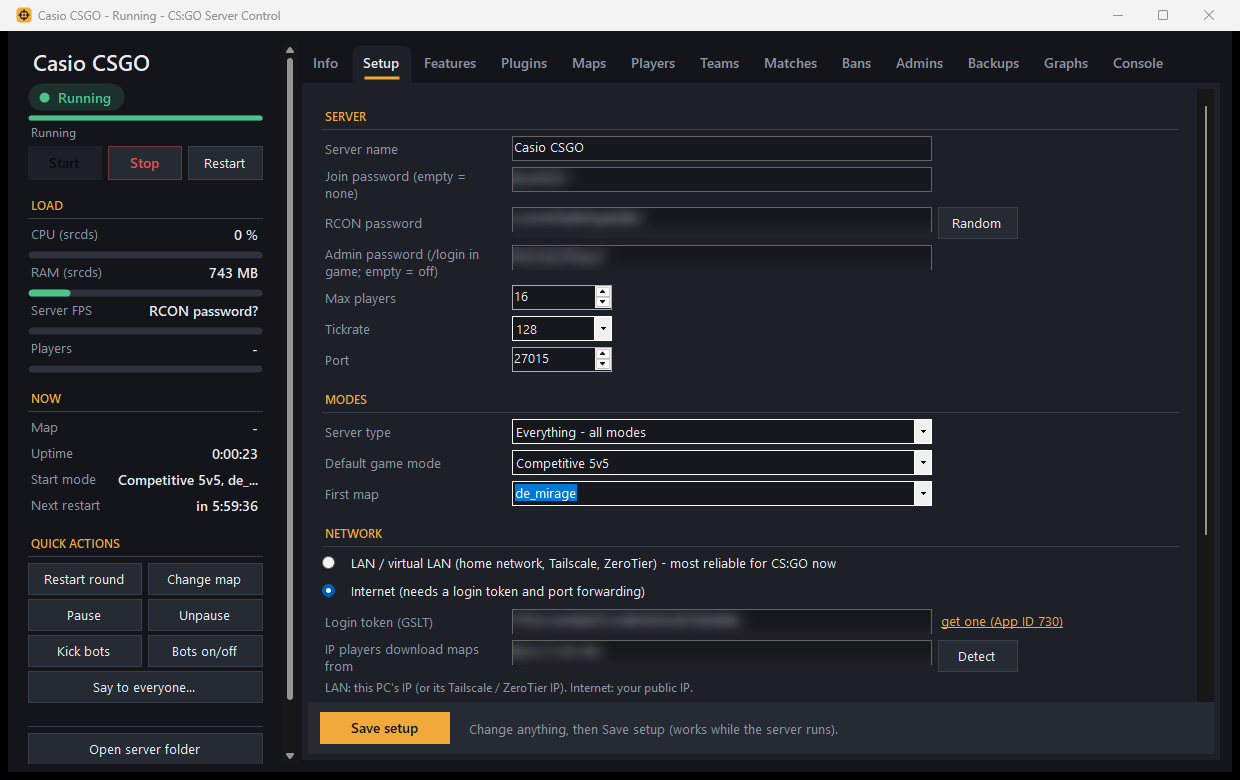 Casio CSGO - Running - CS:GO Server Control
Casio CSGO
Running
Running
Start
Stop
Restart
LOAD
CPU (srcds)
0 %
RAM (srcds)
743 MB
Server FPS
RCON password?
Players
-
NOW
Map
-
Uptime
0:00:23
Start mode
Competitive 5v5, de_...
Next restart
in 5:59:36
QUICK ACTIONS
Restart round
Change map
Pause
Unpause
Kick bots
Bots on/off
Say to everyone...
Open server folder
Info
Setup
Features
Plugins
Maps
Players
Teams
Matches
Bans
Admins
Backups
Graphs
Console
SERVER
Server name
Casio CSGO
Join password (empty =
none)
RCON password
Random
Admin password (/login in
game; empty = off)
Max players
16
Tickrate
128
Port
27015
MODES
Server type
Everything - all modes
Default game mode
Competitive 5v5
First map
de_mirage
NETWORK
LAN / virtual LAN (home network, Tailscale, ZeroTier) - most reliable for CS:GO now
Internet (needs a login token and port forwarding)
Login token (GSLT)
get one (App ID 730)
IP players download maps
from
Detect
LAN: this PC's IP (or its Tailscale / ZeroTier IP). Internet: your public IP.
Save setup
Change anything, then Save setup (works while the server runs).